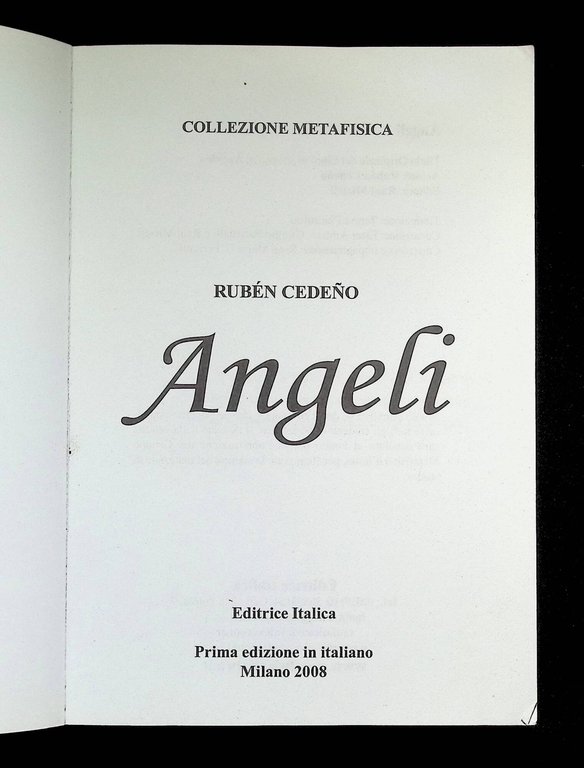 COLLEZIONE METAFISICA
RUBÉN CEDEÑO
Angeli
Editrice Italica
Prima edizione in italiano
Milano 2008